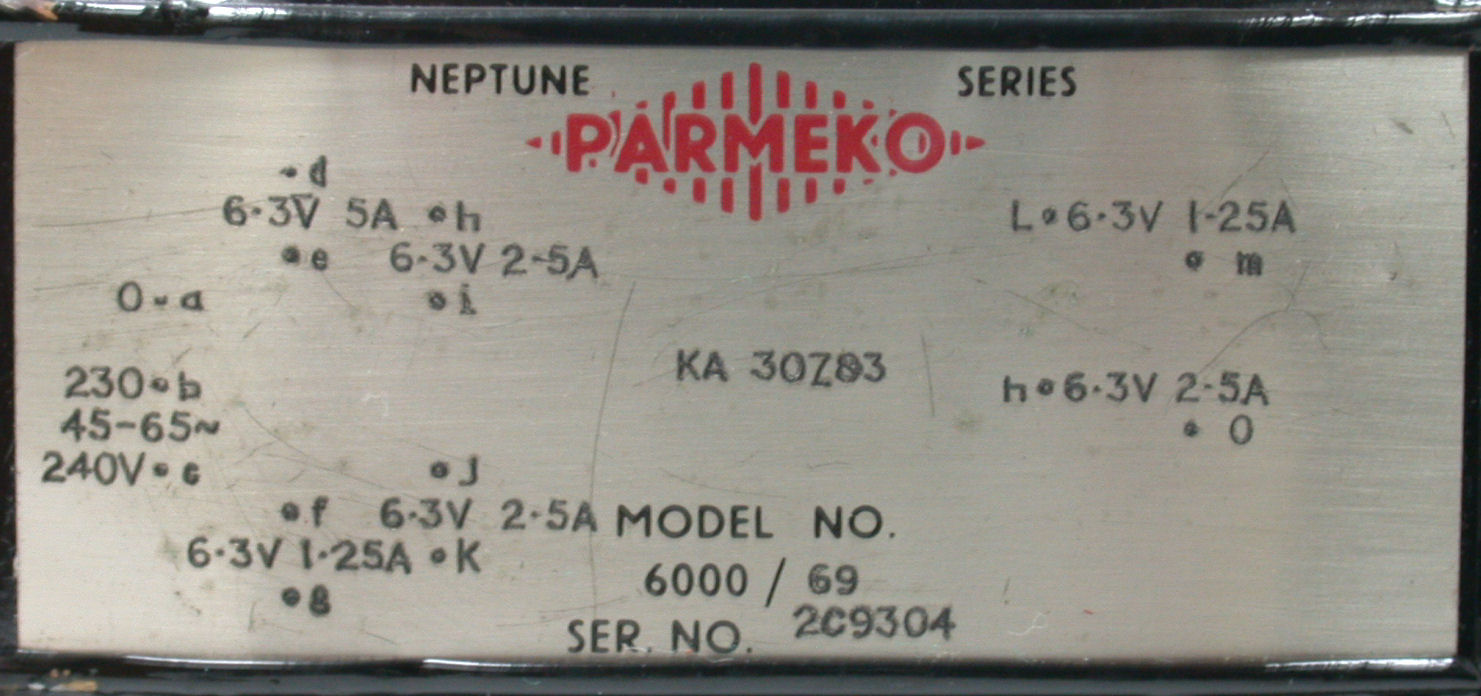 NEPTUNE SERIES
PARMEKO
d
6·3V 5A h
e 6·3V 2·5A
0 a i
230 b
45-65~
240V c
J
f 6·3V 2·5A
6·3V 1·25A K
g
L 6·3V 1·25A
m
KA 30Z83
n 6·3V 2·5A
O
MODEL NO.
6000 / 69
SER. NO. 2C9304